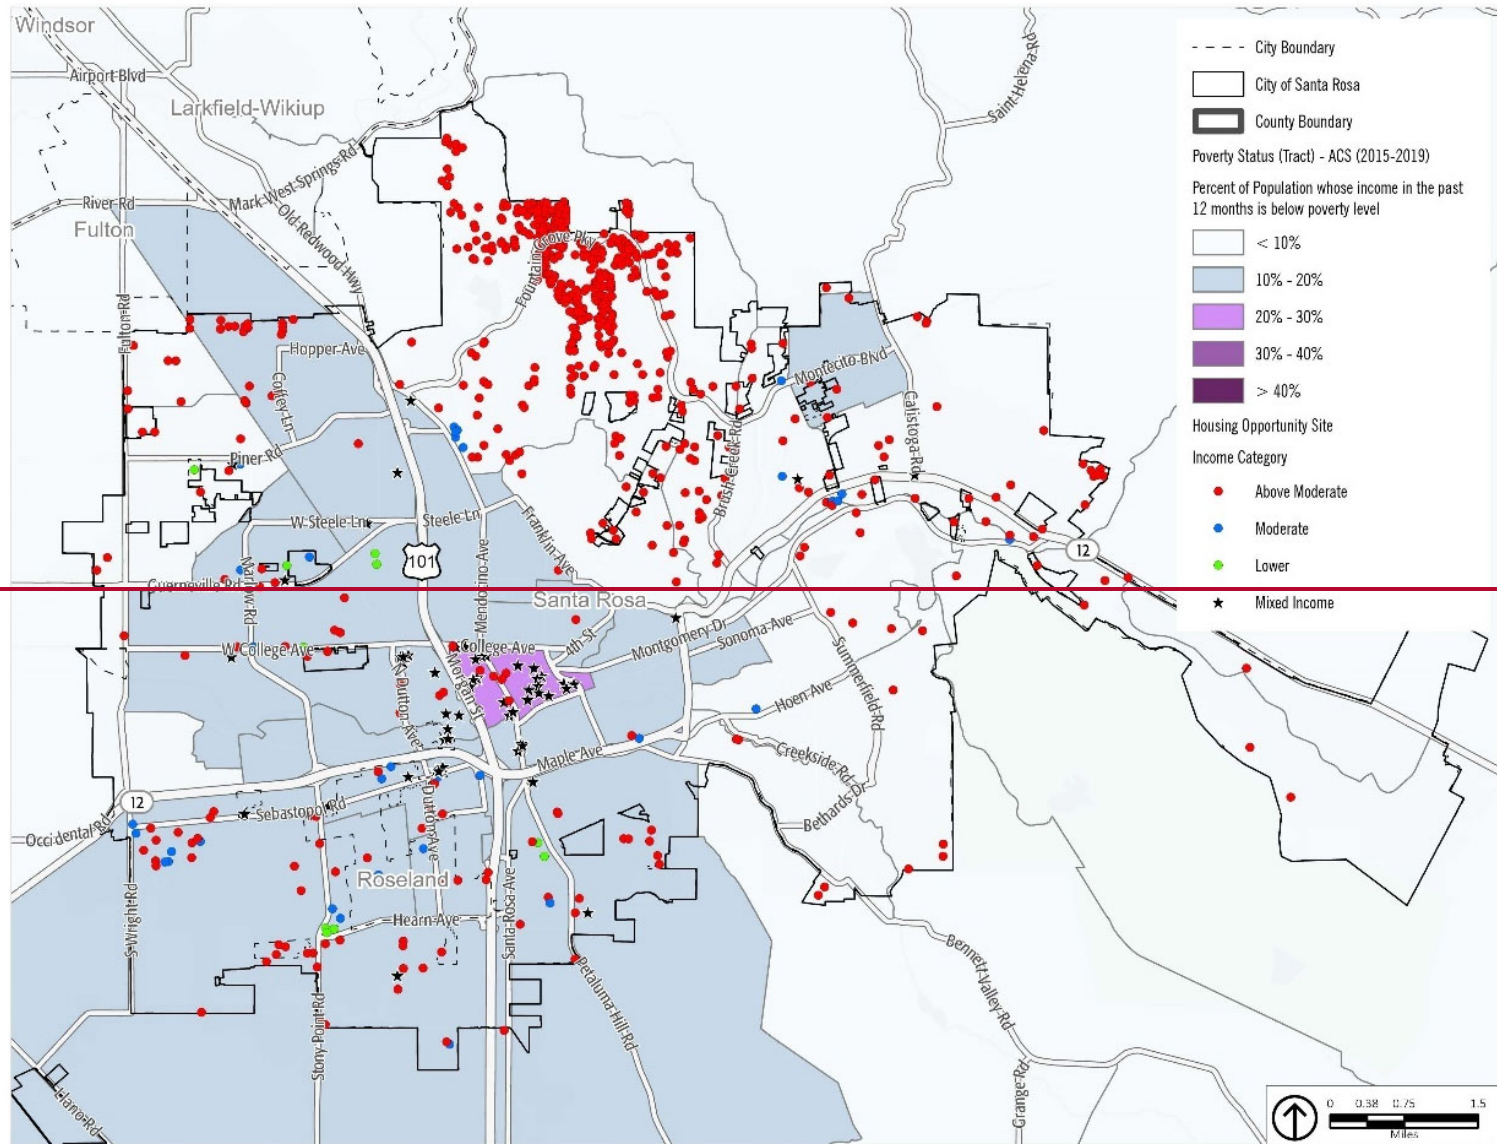 Windsor
Airport Blvd
Larkfield-Wikiup
Saint Helena Rd
Mark West Springs Rd
River Rd
Fulton
Old Redwood Hwy
Fountain Grove Pky
Fulton Rd
Hopper Ave
Coffey Ln
Montecito Blvd
Calistoga Rd
Brush Creek Rd
Piner Rd
W Steele Ln
Steele Ln
Franklin Ave
101
Mendocino Ave
Marlow Rd
Guerneville Rd
12
Santa Rosa
W College Ave
College Ave
4th St
Montgomery Dr
Sonoma Ave
Summerfield Rd
Morgan St
N Dutton Ave
Hoen Ave
Creekside Rd
Maple Ave
Bethards Dr
12
Occidental Rd
Sebastopol Rd
Dutton Ave
Roseland
Hearn Ave
S Wright Rd
Santa Rosa Ave
Stony Point Rd
Petaluma Hill Rd
Bennett Valley Rd
Grange Rd
Llano Rd
City Boundary
City of Santa Rosa
County Boundary
Poverty Status (Tract) - ACS (2015-2019)
Percent of Population whose income in the past
12 months is below poverty level
< 10%
10% - 20%
20% - 30%
30% - 40%
> 40%
Housing Opportunity Site
Income Category
Above Moderate
Moderate
Lower
Mixed Income
0 0.38 0.75 1.5
Miles